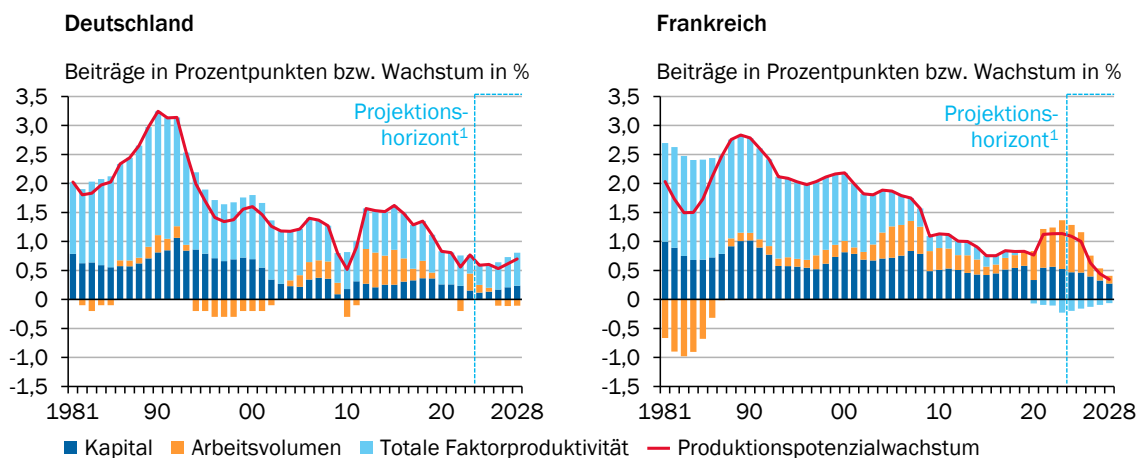 Deutschland
Beiträge in Prozentpunkten bzw. Wachstum in %
3,5
3,0
2,5
2,0
1,5
1,0
0,5
0
-0,5
-1,0
-1,5
Projektions-
horizont1
1981 90 00 10 20 2028
Frankreich
Beiträge in Prozentpunkten bzw. Wachstum in %
3,5
3,0
2,5
2,0
1,5
1,0
0,5
0
-0,5
-1,0
-1,5
Projektions-
horizont1
1981 90 00 10 20 2028
Kapital Arbeitsvolumen Totale Faktorproduktivität Produktionspotenzialwachstum